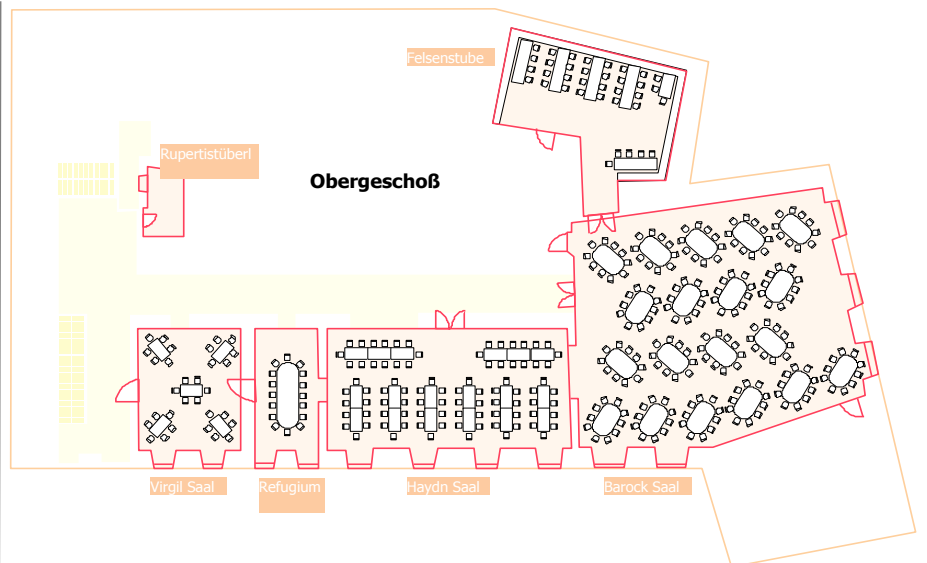 Felsenstube
Rupertistüberl
Obergeschoß
Virgil Saal
Refugium
Haydn Saal
Barock Saal